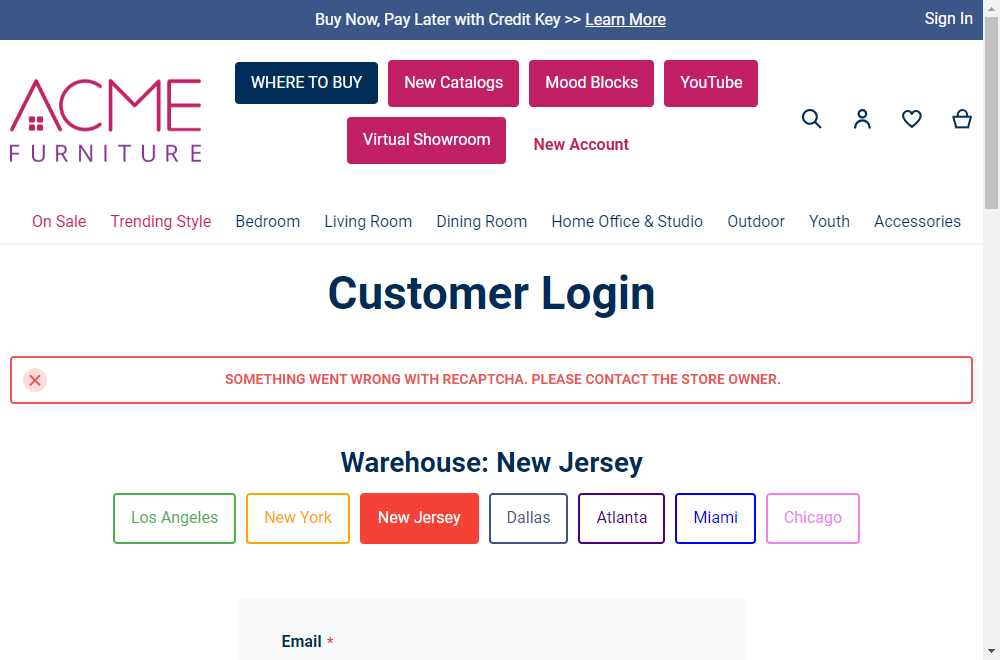 Buy Now, Pay Later with Credit Key >> Learn More
Sign In
ACME
FURNITURE
WHERE TO BUY
New Catalogs
Mood Blocks
YouTube
Virtual Showroom
New Account
On Sale
Trending Style
Bedroom
Living Room
Dining Room
Home Office & Studio
Outdoor
Youth
Accessories
Customer Login
SOMETHING WENT WRONG WITH RECAPTCHA. PLEASE CONTACT THE STORE OWNER.
Warehouse: New Jersey
Los Angeles
New York
New Jersey
Dallas
Atlanta
Miami
Chicago
Email *